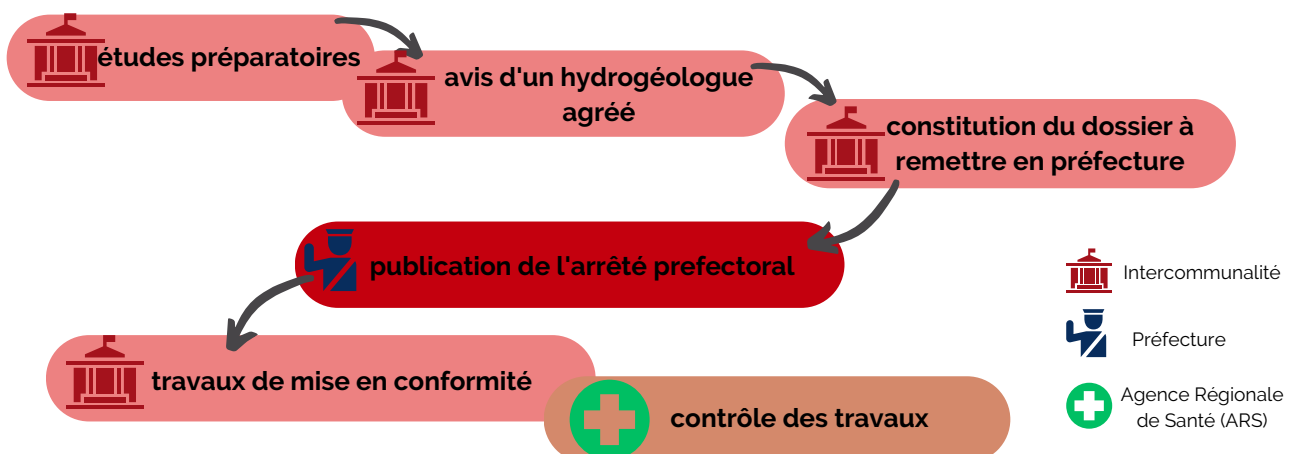 études préparatoires
avis d'un hydrogéologue
agréé
constitution du dossier à
remettre en préfecture
publication de l'arrêté prefectoral
travaux de mise en conformité
contrôle des travaux
Intercommunalité
Préfecture
Agence Régionale
de Santé (ARS)